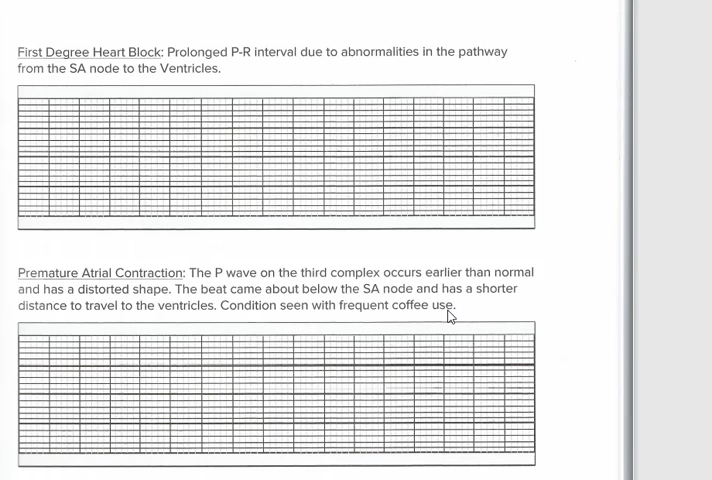 First Degree Heart Block: Prolonged P-R interval due to abnormalities in the pathway
from the SA node to the Ventricles.
Premature Atrial Contraction: The P wave on the third complex occurs earlier than normal
and has a distorted shape. The beat came about below the SA node and has a shorter
distance to travel to the ventricles. Condition seen with frequent coffee use.